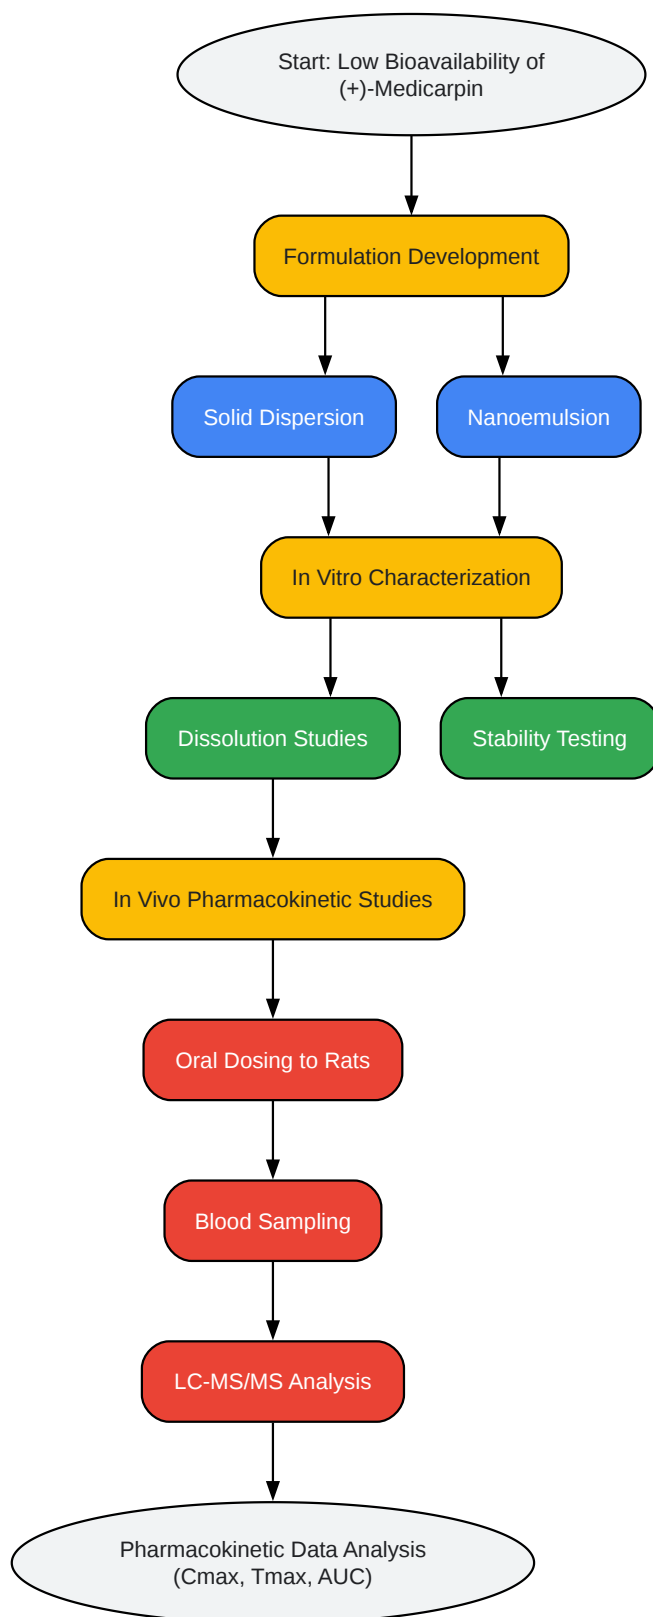 Start: Low Bioavailability of
(+)-Medicarpin
Formulation Development
Solid Dispersion
Nanoemulsion
In Vitro Characterization
Dissolution Studies
Stability Testing
In Vivo Pharmacokinetic Studies
Oral Dosing to Rats
Blood Sampling
LC-MS/MS Analysis
Pharmacokinetic Data Analysis
(Cmax, Tmax, AUC)